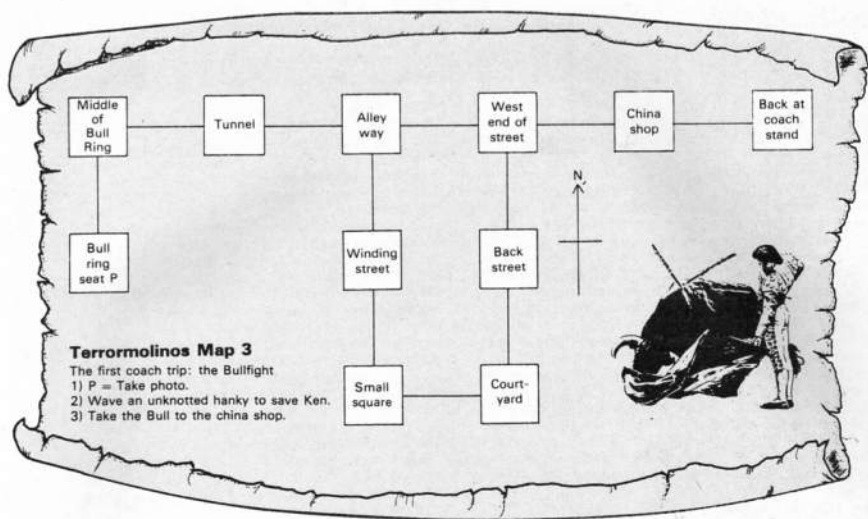 Middle
of
Bull
Ring
Tunnel
Alley
way
West
end of
street
China
shop
Back at
coach
stand
N
Bull
ring
seat P
Winding
street
Back
street
Small
square
Court-
yard
Terrormolinos Map 3
The first coach trip: the Bullfight
1) P = Take photo.
2) Wave an unknotted hanky to save Ken.
3) Take the Bull to the china shop.